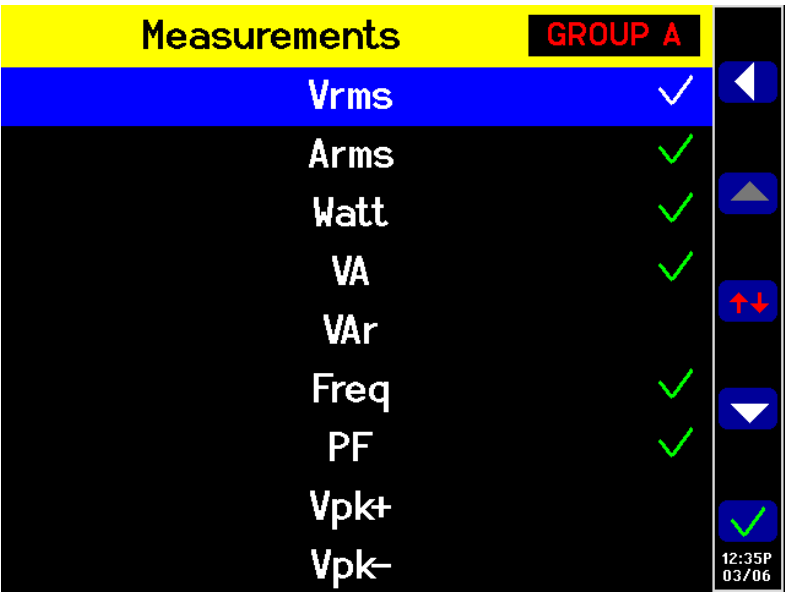 Measurements GROUP A
Vrms
Arms
Watt
VA
VAr
Freq
PF
Vpk+
Vpk-
12:35P
03/06